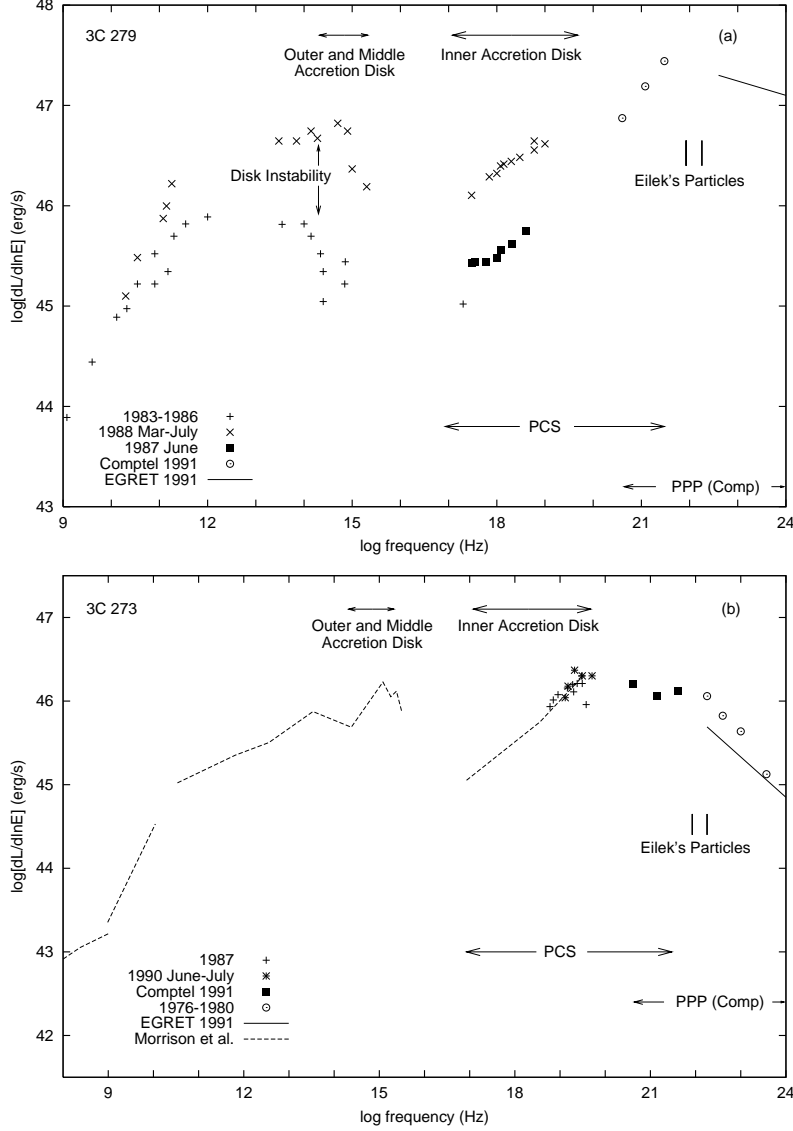 48
3C 279
(a)
Outer and Middle
Accretion Disk
Inner Accretion Disk
47
Disk Instability
Eilek's Particles
46
log[dL/dlnE] (erg/s)
45
44
1983-1986
1988 Mar-July
1987 June
Comptel 1991
EGRET 1991
PCS
PPP (Comp)
43
9 12 15 18 21 24
log frequency (Hz)
3C 273
(b)
47
Outer and Middle
Accretion Disk
Inner Accretion Disk
46
45
log[dL/dlnE] (erg/s)
Eilek's Particles
44
43
PCS
1987
1990 June-July
Comptel 1991
1976-1980
EGRET 1991
Morrison et al.
PPP (Comp)
42
9 12 15 18 21 24
log frequency (Hz)